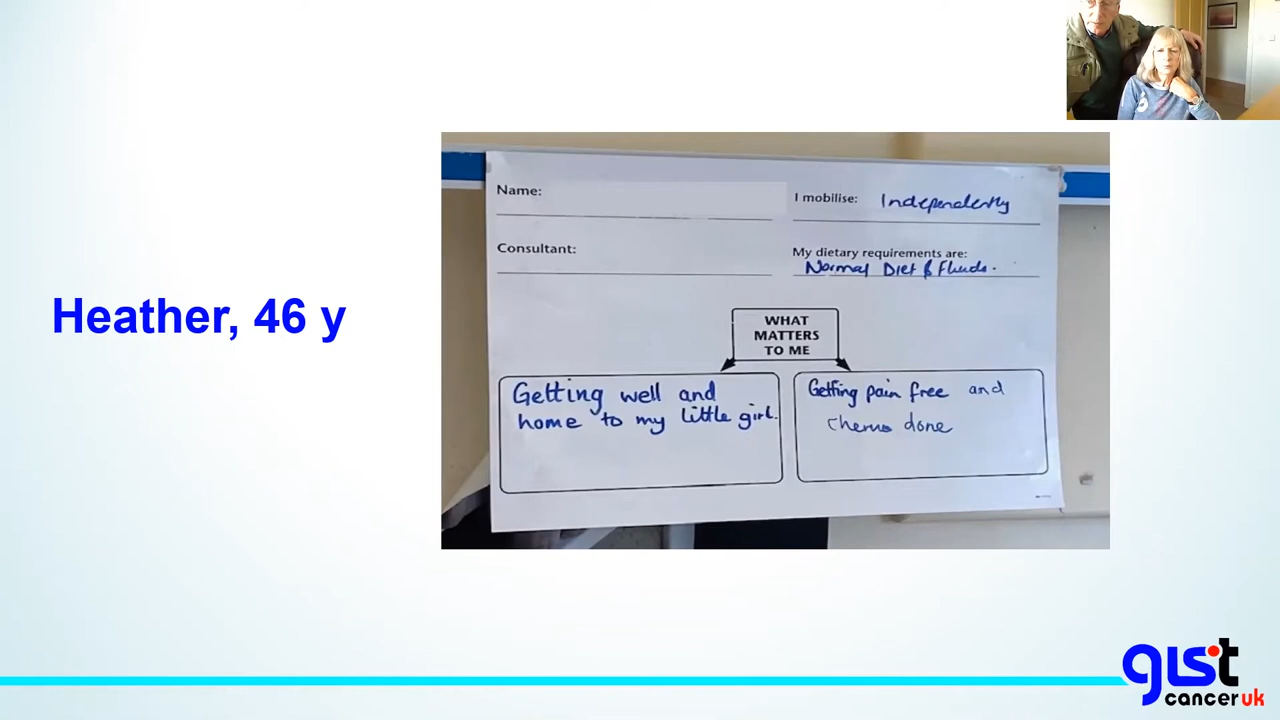 Heather, 46 y
Name:
I mobilise: Independently
Consultant:
My dietary requirements are:
Normal Diet & Fluids.
WHAT
MATTERS
TO ME
Getting well and
home to my little girl.
Getting pain free and
chemo done
gist
cancer uk